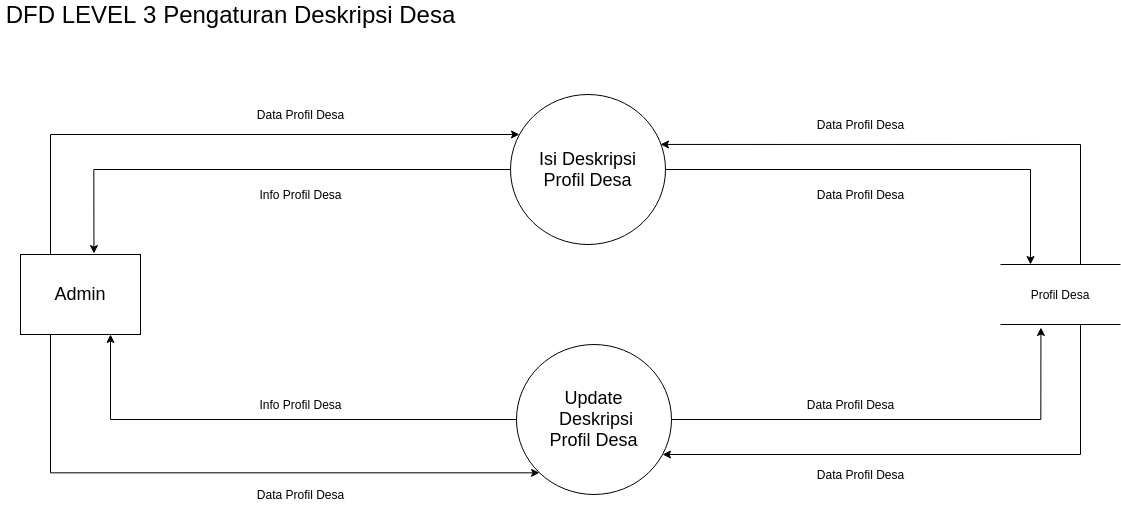 DFD LEVEL 3 Pengaturan Deskripsi Desa
Data Profil Desa
Data Profil Desa
Isi Deskripsi
Profil Desa
Info Profil Desa
Data Profil Desa
Admin
Profil Desa
Update
Deskripsi
Profil Desa
Info Profil Desa
Data Profil Desa
Data Profil Desa
Data Profil Desa